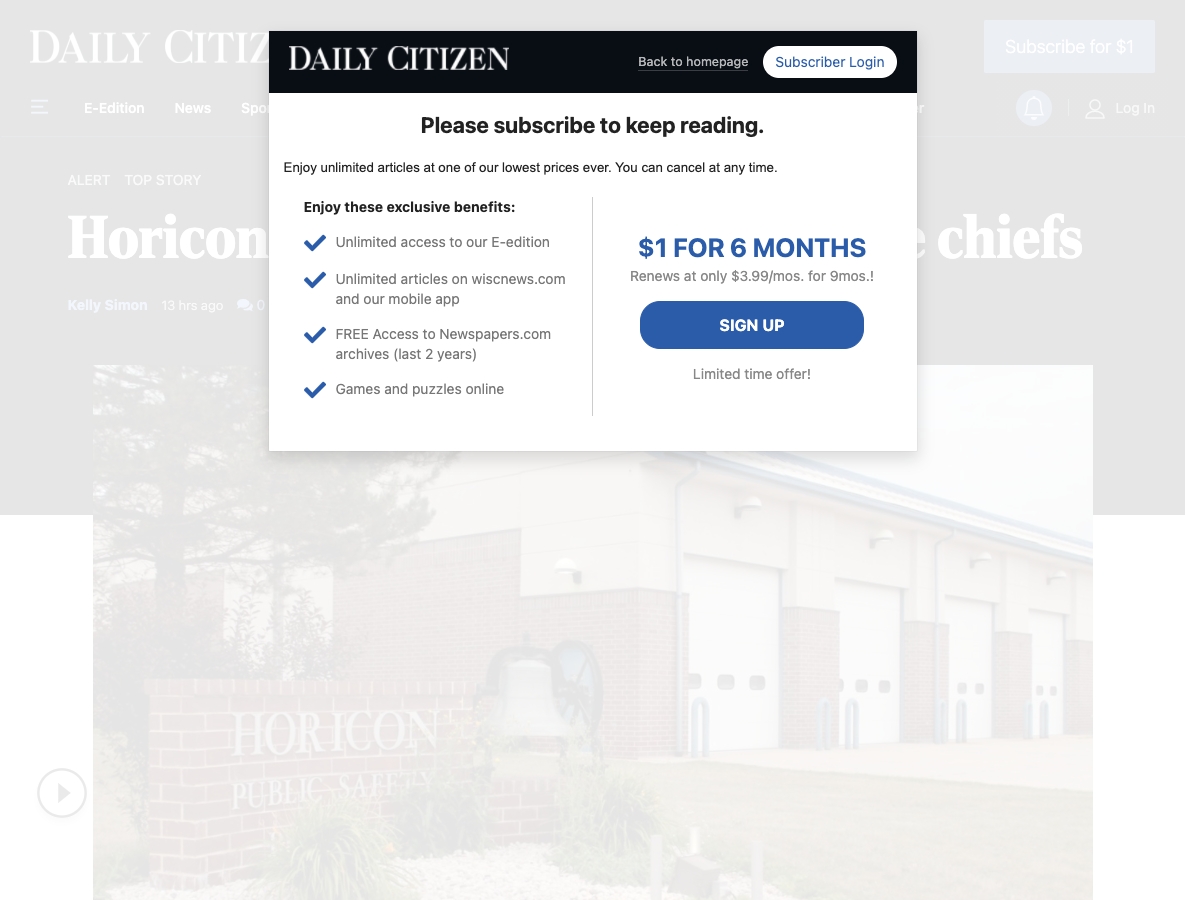 DAILY CITIZ
Subscribe for $1
DAILY CITIZEN
Back to homepage
Subscriber Login
E-Edition
News
Spo
Log In
Please subscribe to keep reading.
Enjoy unlimited articles at one of our lowest prices ever. You can cancel at any time.
ALERT TOP STORY
Horicon
e chiefs
Kelly Simon 13 hrs ago 0
Enjoy these exclusive benefits:
Unlimited access to our E-edition
Unlimited articles on wiscnews.com
and our mobile app
FREE Access to Newspapers.com
archives (last 2 years)
Games and puzzles online
$1 FOR 6 MONTHS
Renews at only $3.99/mos. for 9mos.!
SIGN UP
Limited time offer!
HORICON
PUBLIC SAFETY